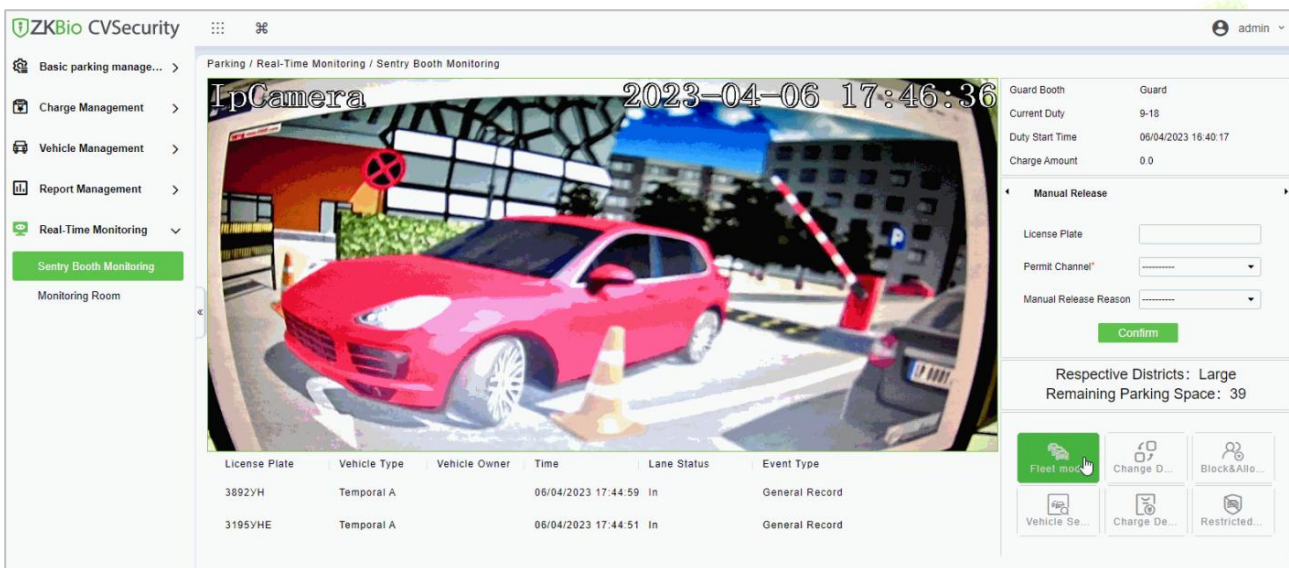 ZKBio CVSecurity
admin
Basic parking manage...
Charge Management
Vehicle Management
Report Management
Real-Time Monitoring
Sentry Booth Monitoring
Monitoring Room
Parking / Real-Time Monitoring / Sentry Booth Monitoring
IpCamera 2023-04-06 17:46:36
P
License Plate Vehicle Type Vehicle Owner Time Lane Status Event Type
3892УН Temporal A 06/04/2023 17:44:59 In General Record
3195УНЕ Temporal A 06/04/2023 17:44:51 In General Record
Guard Booth Guard
Current Duty 9-18
Duty Start Time 06/04/2023 16:40:17
Charge Amount 0.0
Manual Release
License Plate
Permit Channel* ----------
Manual Release Reason ----------
Confirm
Respective Districts: Large
Remaining Parking Space: 39
Fleet mod Change D... Block&Allo...
Vehicle Se... Charge De... Restricted...